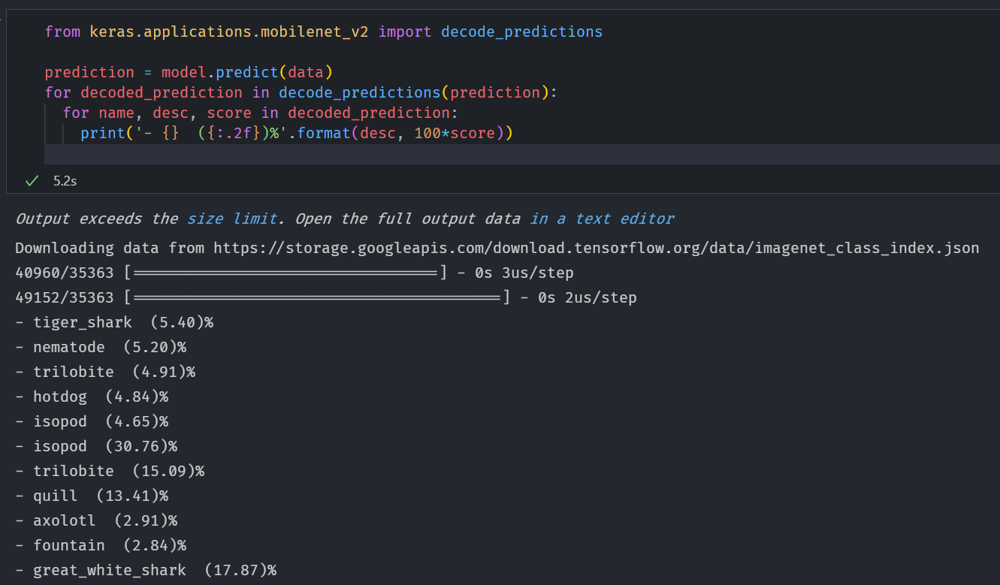 from keras.applications.mobilenet_v2 import decode_predictions
prediction = model.predict(data)
for decoded_prediction in decode_predictions(prediction):
for name, desc, score in decoded_prediction:
print('- {}  ({:.2f})%'.format(desc, 100*score))
5.2s
Output exceeds the size limit. Open the full output data in a text editor
Downloading data from https://storage.googleapis.com/download.tensorflow.org/data/imagenet_class_index.json
40960/35363 [==================================] - 0s 3us/step
49152/35363 [=========================================] - 0s 2us/step
- tiger_shark  (5.40)%
- nematode  (5.20)%
- trilobite  (4.91)%
- hotdog  (4.84)%
- isopod  (4.65)%
- isopod  (30.76)%
- trilobite  (15.09)%
- quill  (13.41)%
- axolotl  (2.91)%
- fountain  (2.84)%
- great_white_shark  (17.87)%